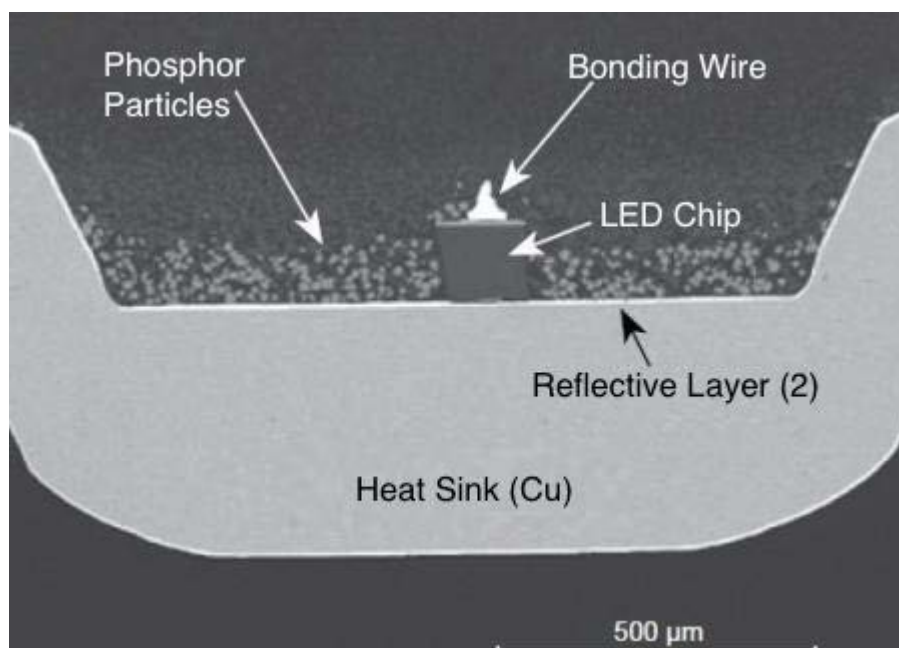 Phosphor
Particles
Bonding Wire
LED Chip
Reflective Layer (2)
Heat Sink (Cu)
500 µm